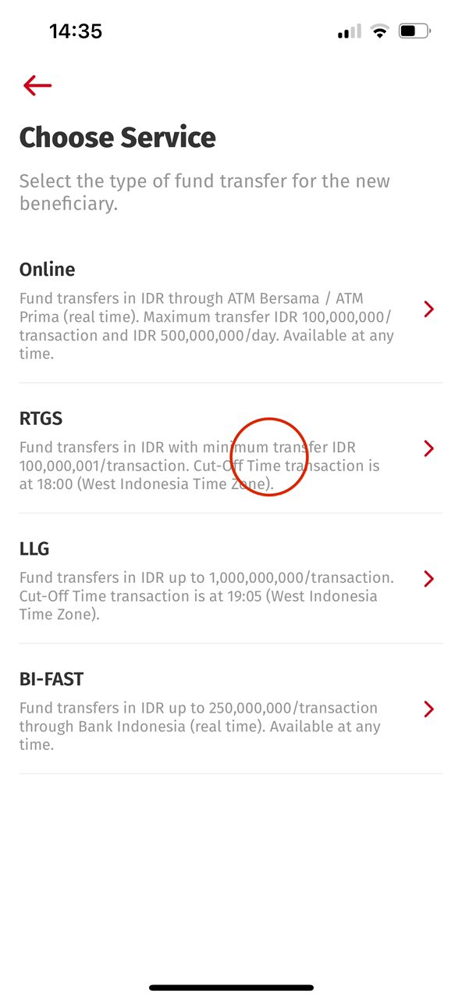 14:35
Choose Service
Select the type of fund transfer for the new
beneficiary.
Online
Fund transfers in IDR through ATM Bersama / ATM
Prima (real time). Maximum transfer IDR 100,000,000/
transaction and IDR 500,000,000/day. Available at any
time.
RTGS
Fund transfers in IDR with minimum transfer IDR
100,000,001/transaction. Cut-Off Time transaction is
at 18:00 (West Indonesia Time Zone).
LLG
Fund transfers in IDR up to 1,000,000,000/transaction.
Cut-Off Time transaction is at 19:05 (West Indonesia
Time Zone).
BI-FAST
Fund transfers in IDR up to 250,000,000/transaction
through Bank Indonesia (real time). Available at any
time.